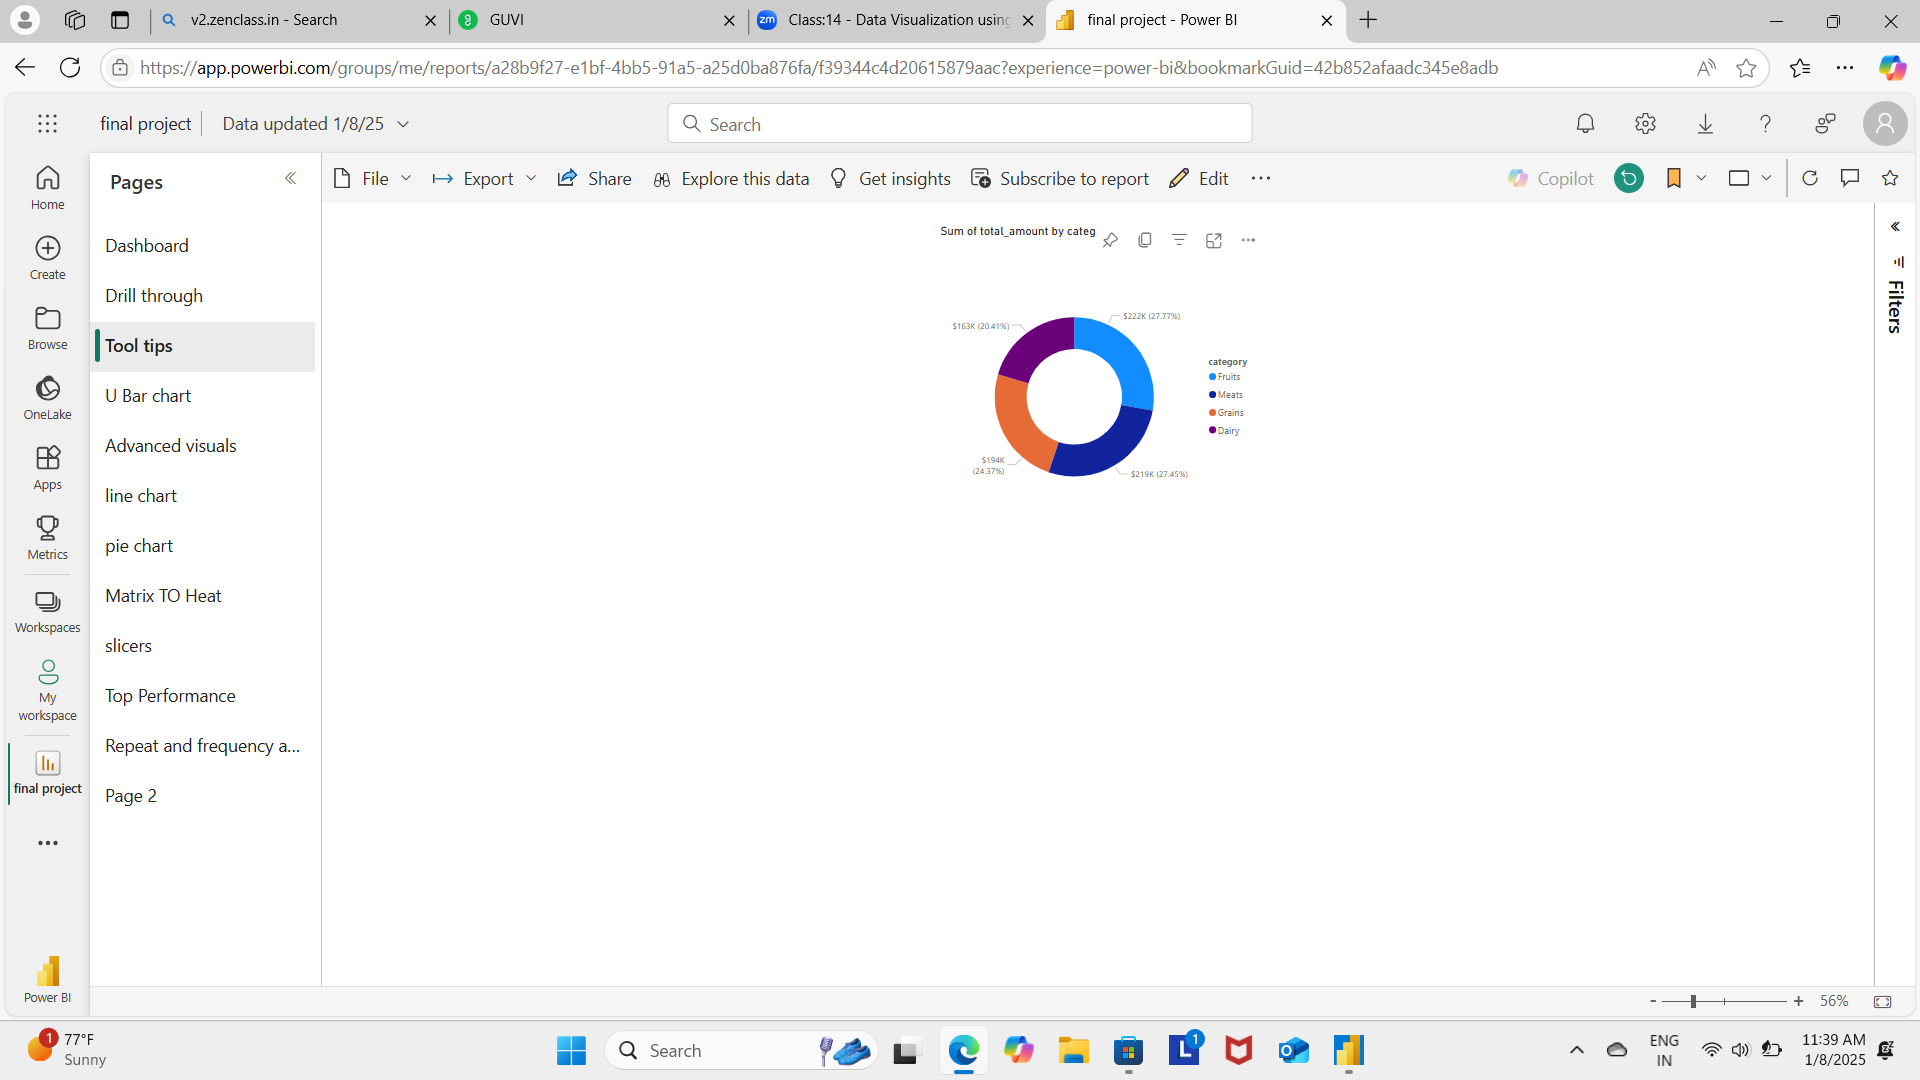 v2.zenclass.in - Search
GUVI
Class:14 - Data Visualization using
final project - Power BI
https://app.powerbi.com/groups/me/reports/a28b9f27-e1bf-4bb5-91a5-a25d0ba876fa/f39344c4d20615879aac?experience=power-bi&bookmarkGuid=42b852afaadc345e8adb
final project
Data updated 1/8/25
Search
Pages
File
Export
Share
Explore this data
Get insights
Subscribe to report
Edit
Copilot
Home
Create
Browse
OneLake
Apps
Metrics
Workspaces
My
workspace
final project
Power BI
Dashboard
Drill through
Tool tips
U Bar chart
Advanced visuals
line chart
pie chart
Matrix TO Heat
slicers
Top Performance
Repeat and frequency a...
Page 2
Sum of total_amount by categ
$163K (20.41%)
$222K (27.77%)
$194K
(24.37%)
$219K (27.45%)
category
Fruits
Meats
Grains
Dairy
Filters
- + 56%
1
77°F
Sunny
Search
L
1
ENG
IN
11:39 AM
1/8/2025